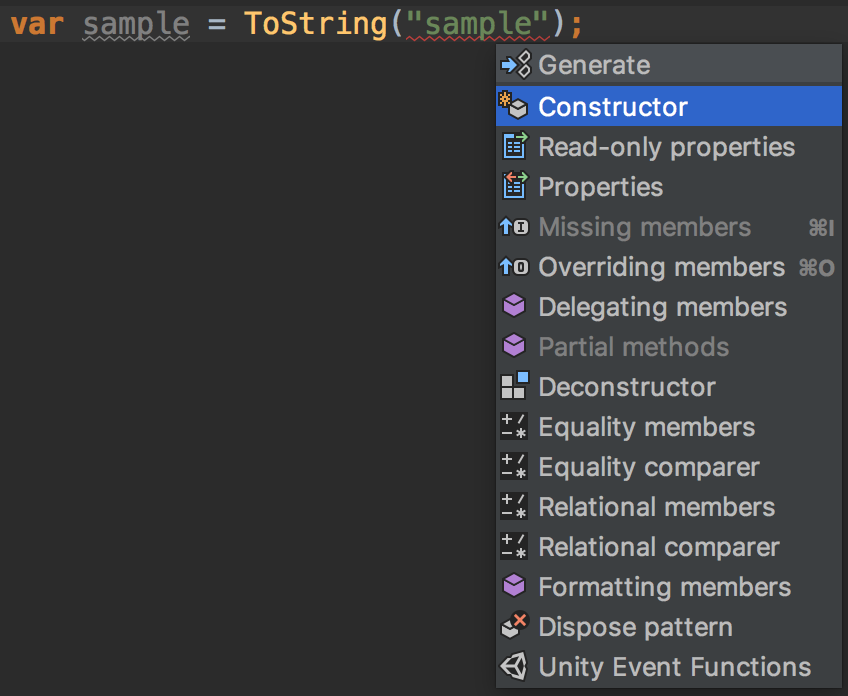 var sample = ToString("sample");
Generate
Constructor
Read-only properties
Properties
Missing members ⌘I
Overriding members ⌘O
Delegating members
Partial methods
Deconstructor
Equality members
Equality comparer
Relational members
Relational comparer
Formatting members
Dispose pattern
Unity Event Functions